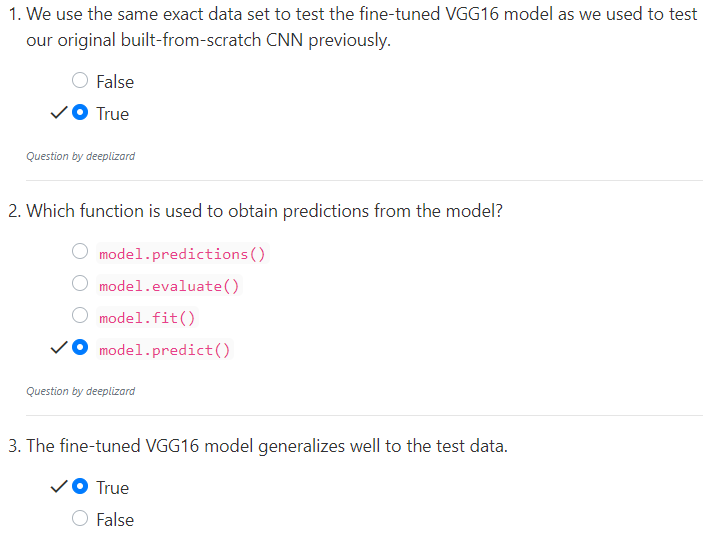 1. We use the same exact data set to test the fine-tuned VGG16 model as we used to test
our original built-from-scratch CNN previously.
False
True
Question by deeplizard
2. Which function is used to obtain predictions from the model?
model.predictions()
model.evaluate()
model.fit()
model.predict()
Question by deeplizard
3. The fine-tuned VGG16 model generalizes well to the test data.
True
False